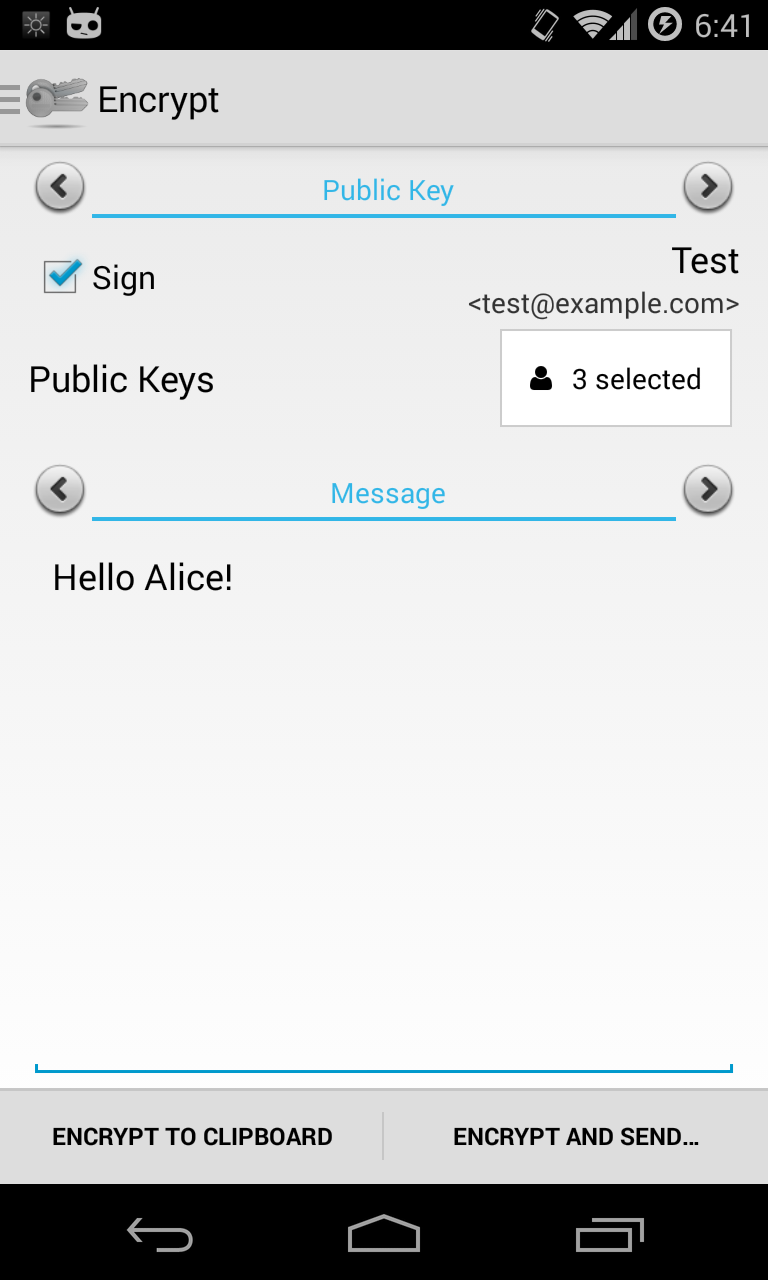 6:41
Encrypt
Public Key
Sign
Test
<test@example.com>
Public Keys
3 selected
Message
Hello Alice!
ENCRYPT TO CLIPBOARD
ENCRYPT AND SEND…